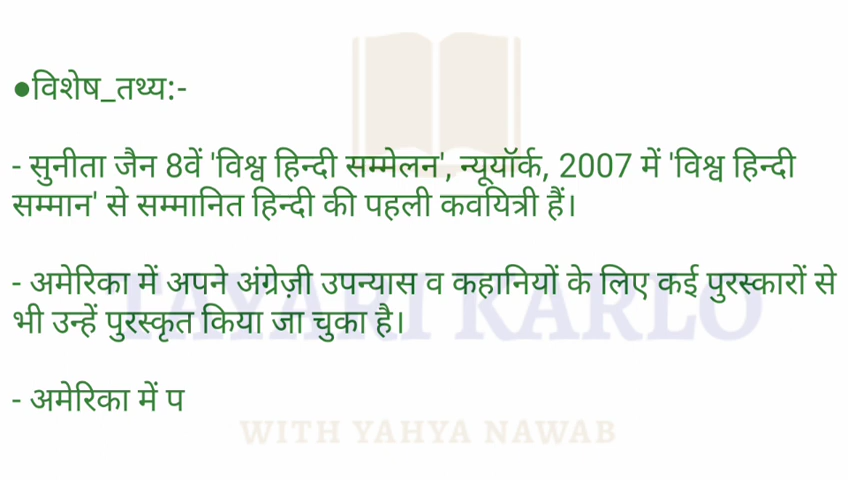 ●विशेष_तथ्य:-
- सुनीता जैन 8वें 'विश्व हिन्दी सम्मेलन', न्यूयॉर्क, 2007 में 'विश्व हिन्दी
सम्मान' से सम्मानित हिन्दी की पहली कवयित्री हैं।
- अमेरिका में अपने अंग्रेज़ी उपन्यास व कहानियों के लिए कई पुरस्कारों से
भी उन्हें पुरस्कृत किया जा चुका है।
TAYARI KARLO
- अमेरिका में प
WITH YAHYA NAWAB